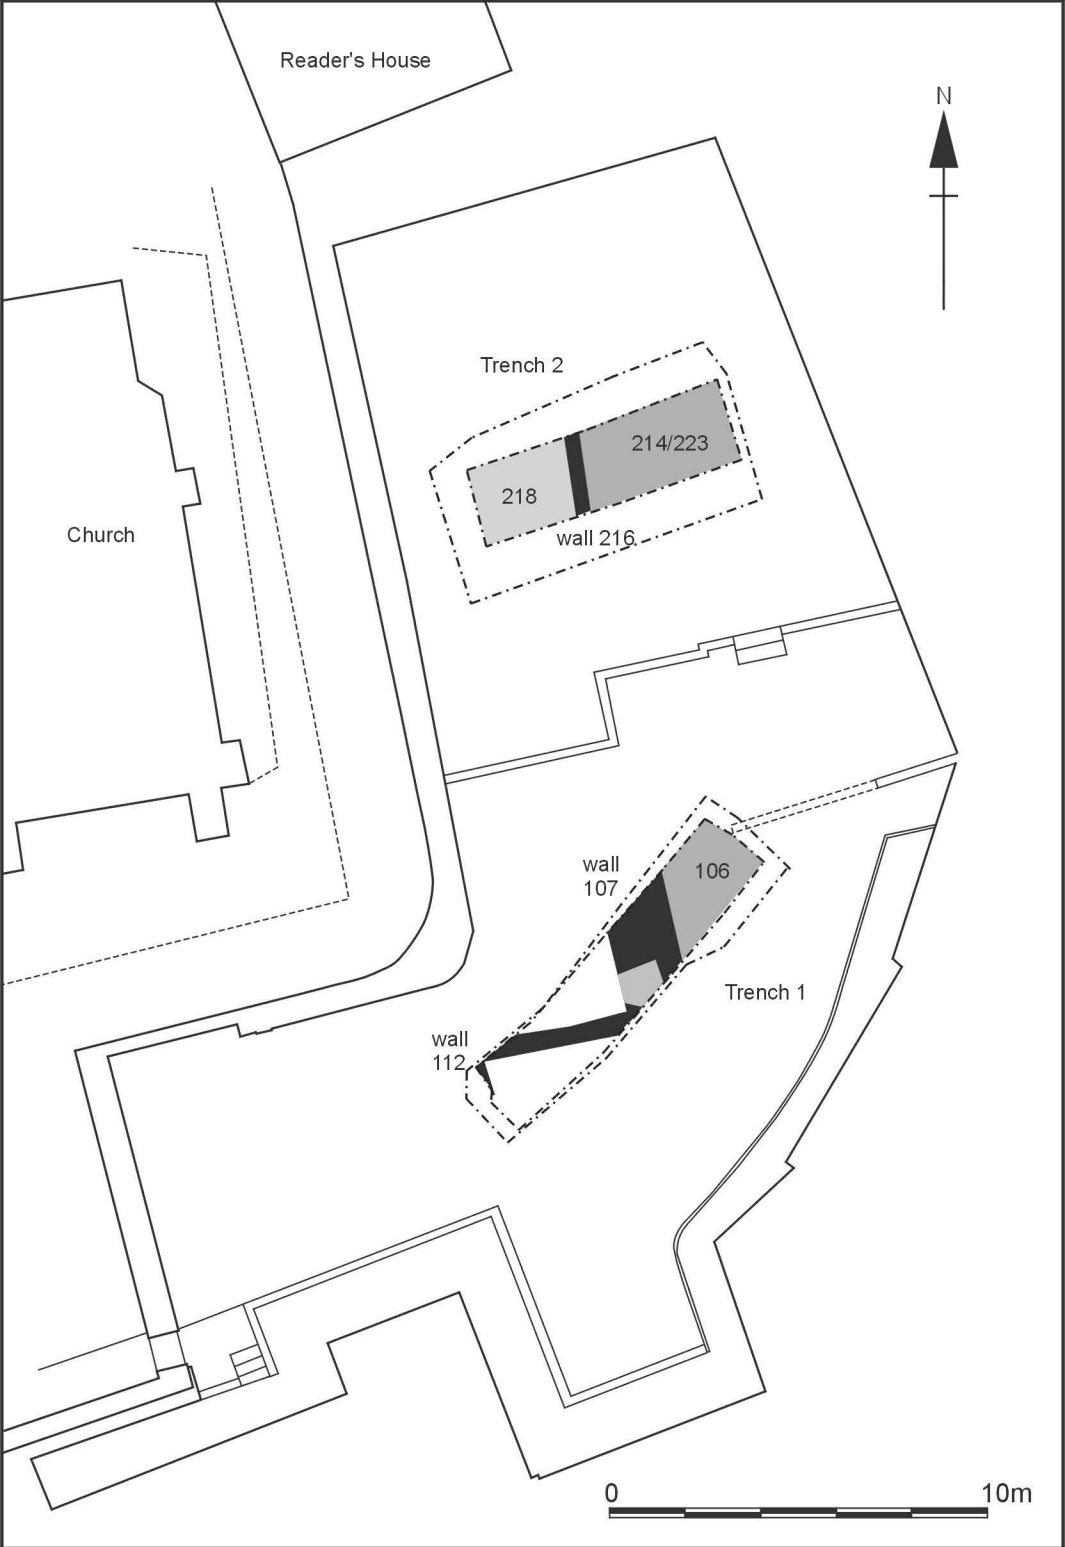 Reader's House
N
Trench 2
214/223
218
wall 216
Church
wall
107
106
Trench 1
wall
112
0
10m